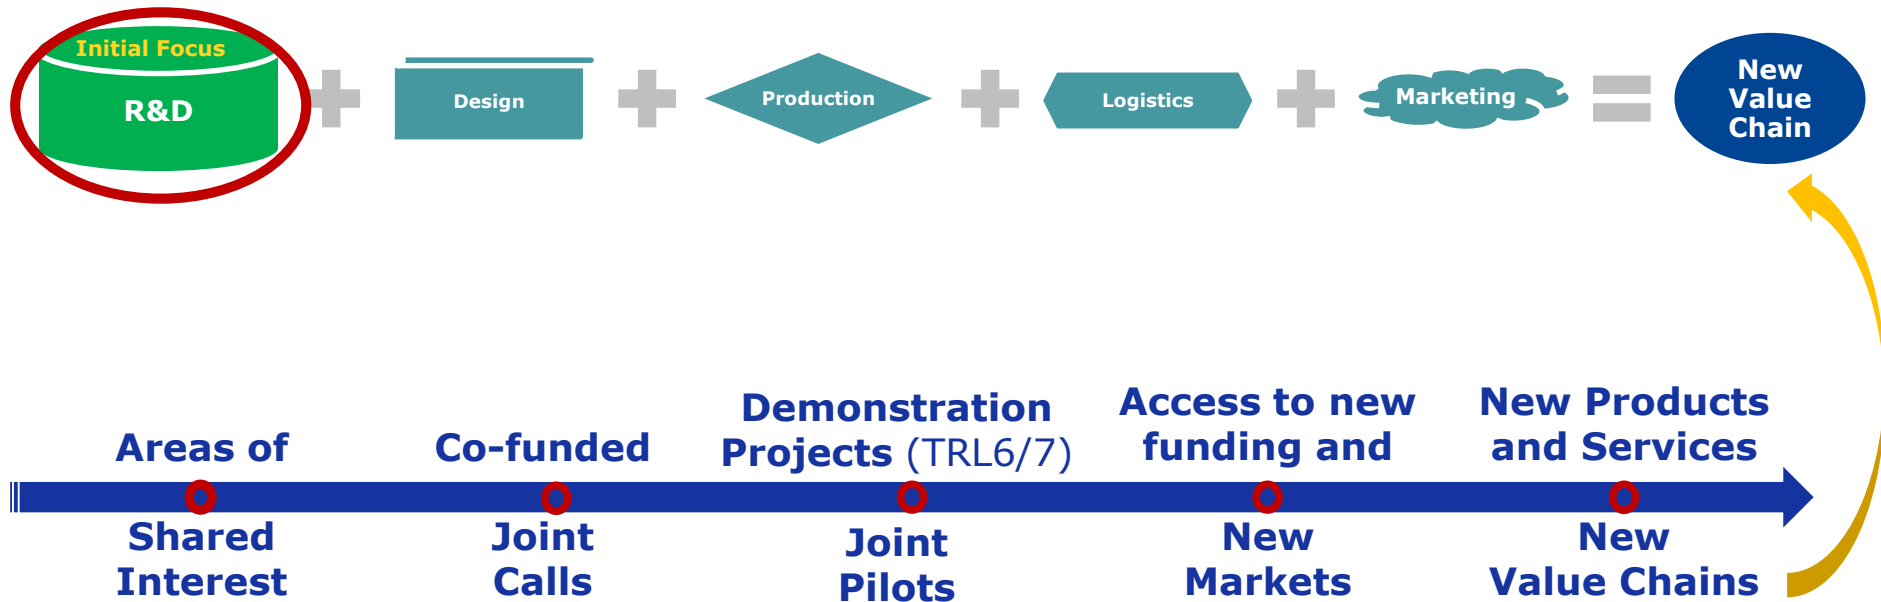 Initial Focus
R&D
Design
Production
Logistics
Marketing
New
Value
Chain
Areas of
Shared
Interest
Co-funded
Joint
Calls
Demonstration
Projects (TRL6/7)
Joint
Pilots
Access to new
funding and
New
Markets
New Products
and Services
New
Value Chains